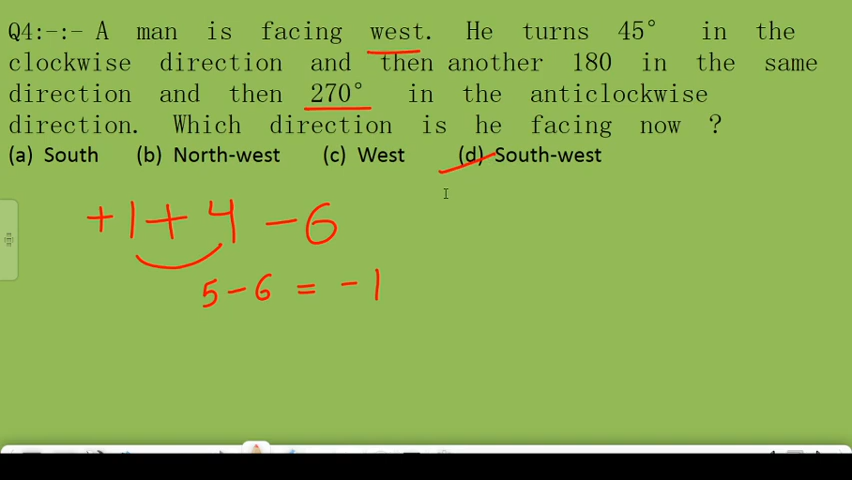 Q4:-:- A man is facing west. He turns 45° in the
clockwise direction and then another 180 in the same
direction and then 270° in the anticlockwise
direction. Which direction is he facing now ?
(a) South (b) North-west (c) West (d) South-west
+1+4-6
5-6=-1